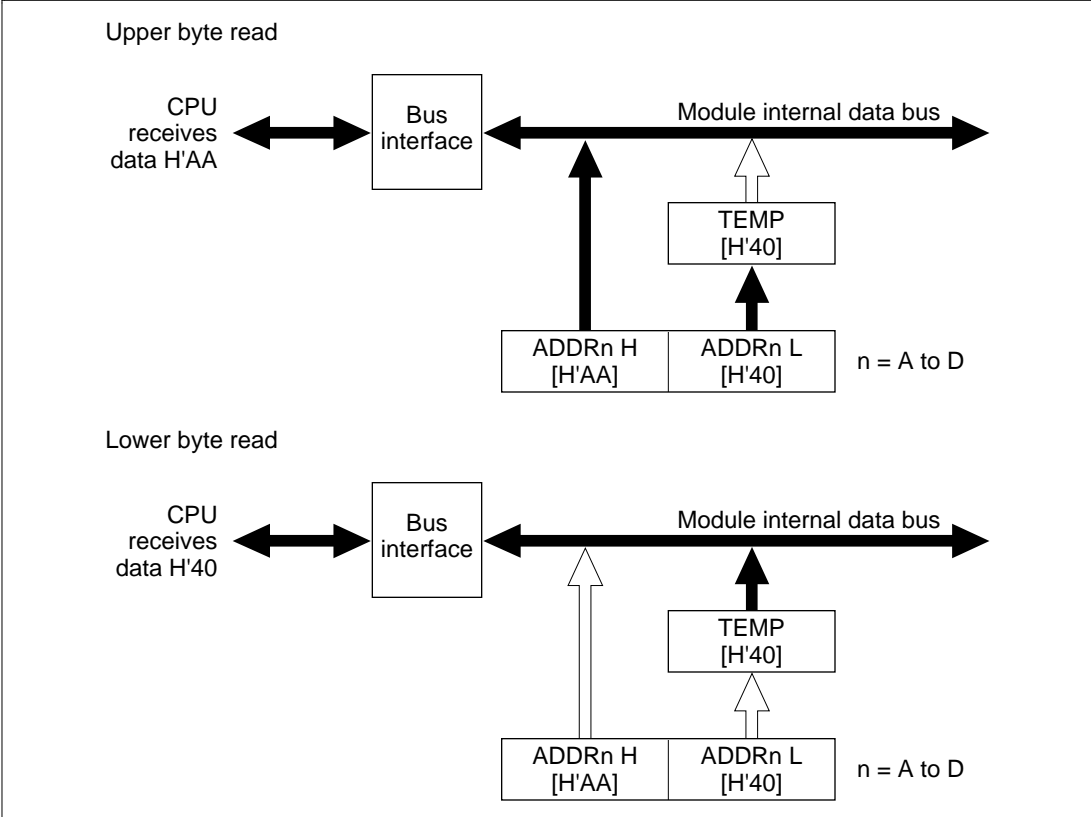 Upper byte read
CPU
receives
data H'AA
Bus
interface
Module internal data bus
TEMP
[H'40]
ADDRn H
[H'AA]
ADDRn L
[H'40]
n = A to D
Lower byte read
CPU
receives
data H'40
Bus
interface
Module internal data bus
TEMP
[H'40]
ADDRn H
[H'AA]
ADDRn L
[H'40]
n = A to D